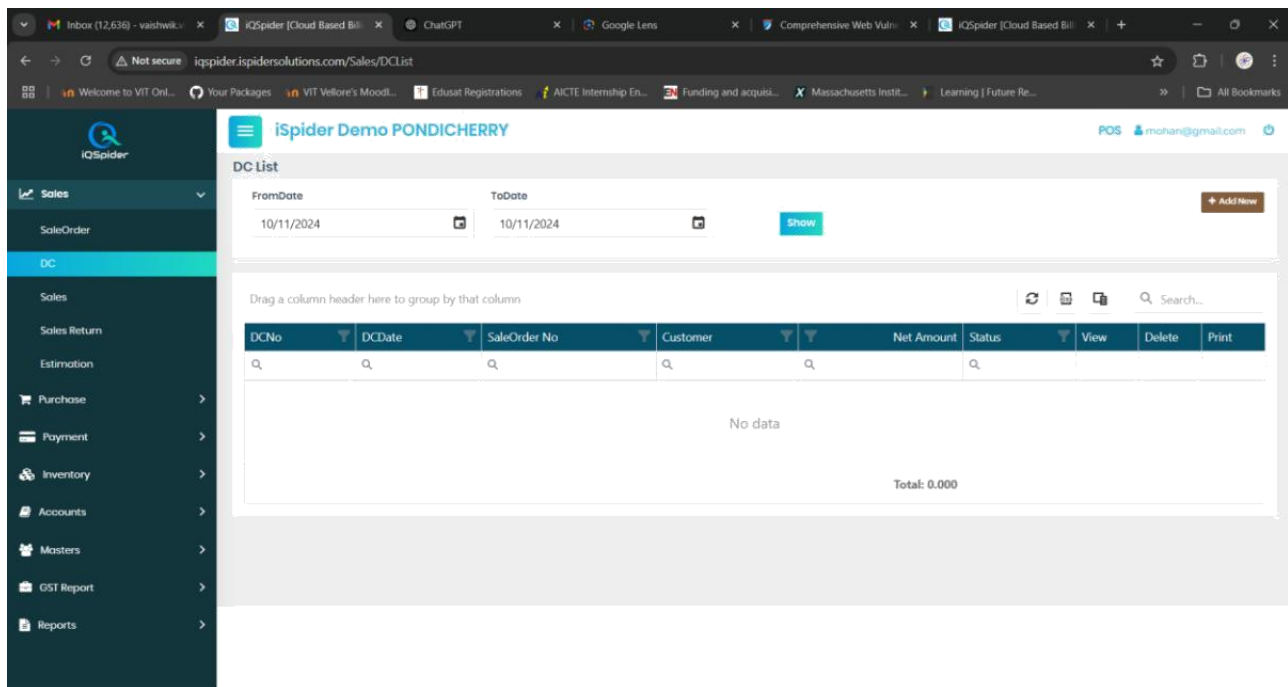 Inbox (12,636) - vaishwik.
iQSpider [Cloud Based Bill
ChatGPT
Google Lens
Comprehensive Web Vulne
iQSpider [Cloud Based Bill
Not secure iqspider.ispidersolutions.com/Sales/DCList
Welcome to VIT Onl... Your Packages VIT Vellore's Moodl... Edusat Registrations AICTE Internship En... Funding and acquisi... Massachusetts Instit... Learning | Future Re... » All Bookmarks
iQSpider
iSpider Demo PONDICHERRY
POS mohan@gmail.com
DC List
Sales
SaleOrder
DC
Sales
Sales Return
Estimation
Purchase
Payment
Inventory
Accounts
Masters
GST Report
Reports
FromDate ToDate
10/11/2024 10/11/2024 Show
+ Add New
Drag a column header here to group by that column
Search...
DCNo DCDate SaleOrder No Customer Net Amount Status View Delete Print
No data
Total: 0.000